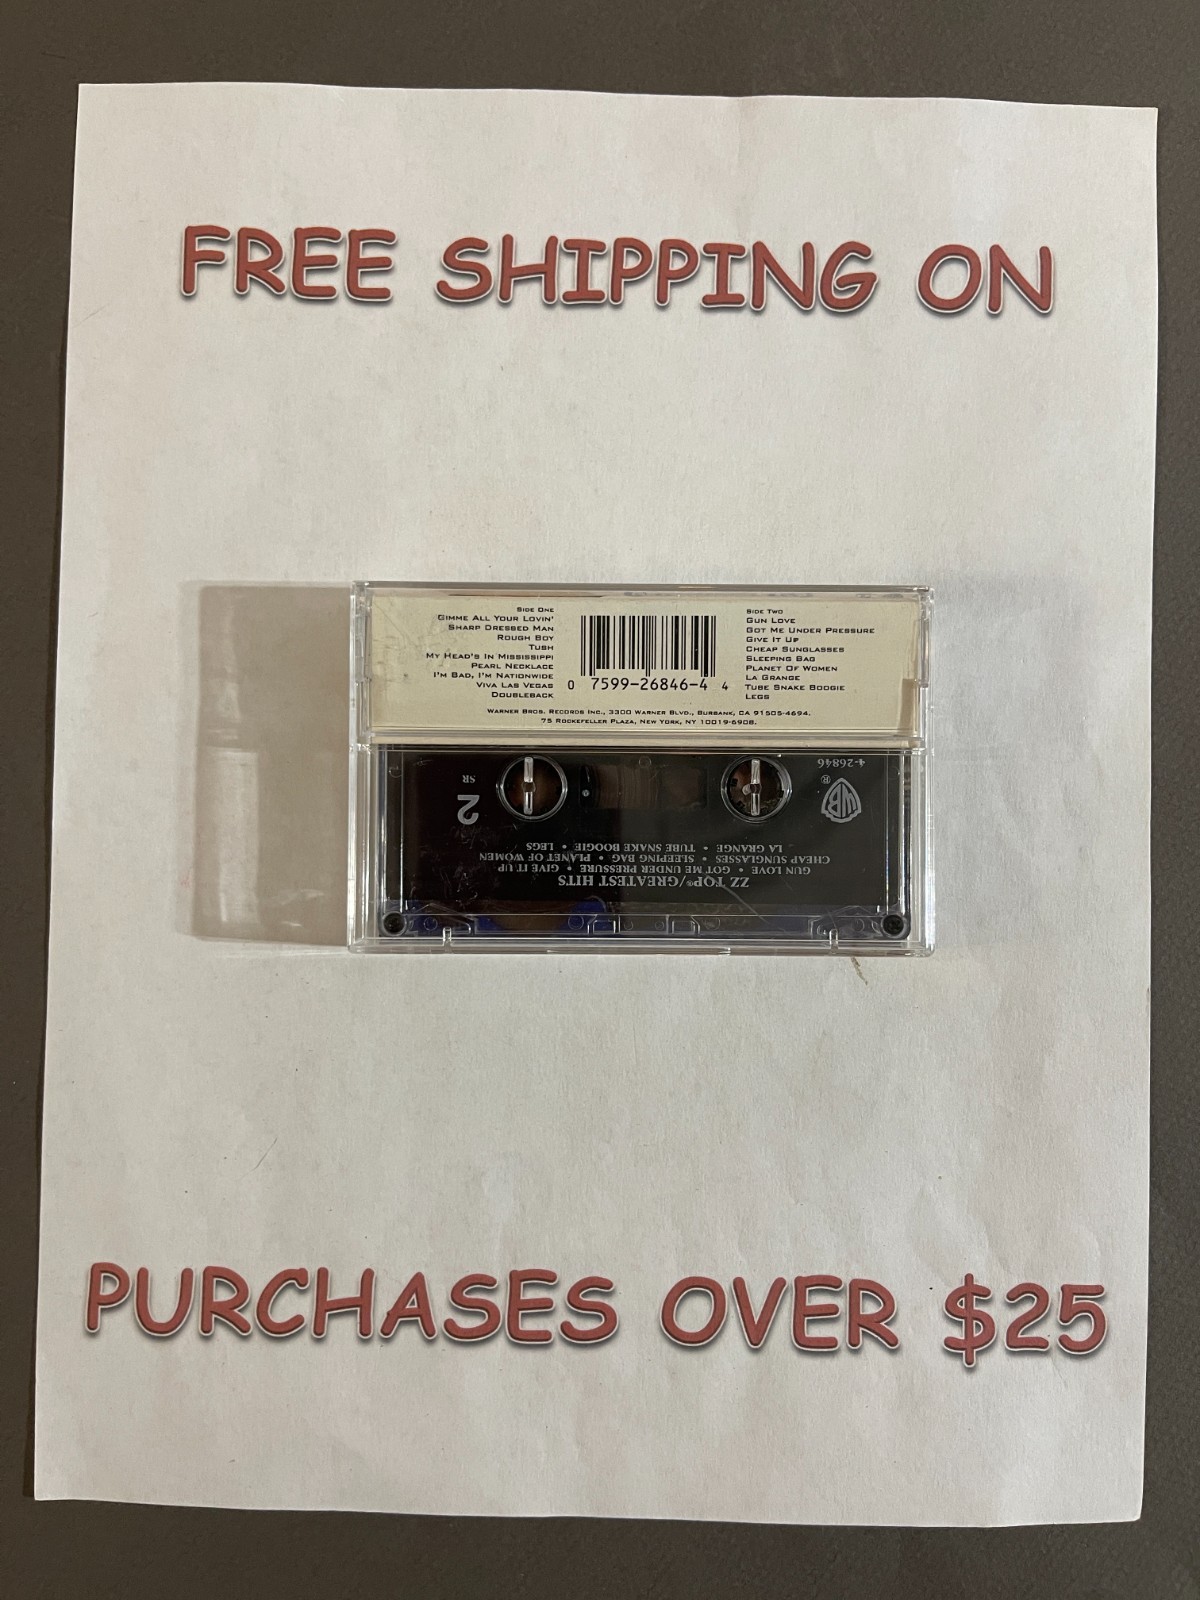 FREE SHIPPING ON
SIDE ONE
GIMME ALL YOUR LOVIN'
SHARP DRESSED MAN
ROUGH BOY
TUSH
MY HEAD'S IN MISSISSIPPI
PEARL NECKLACE
I'M BAD, I'M NATIONWIDE
VIVA LAS VEGAS
DOUBLEBACK
0 7599-26846-4 4
SIDE TWO
GUN LOVE
GOT ME UNDER PRESSURE
GIVE IT UP
CHEAP SUNGLASSES
SLEEPING BAG
PLANET OF WOMEN
LA GRANGE
TUBE SNAKE BOOGIE
LEGS
WARNER BROS. RECORDS INC., 3300 WARNER BLVD., BURBANK, CA 91505-4694.
75 ROCKEFELLER PLAZA, NEW YORK, NY 10019-6908.
ZZ TOP®/GREATEST HITS
GUN LOVE • GOT ME UNDER PRESSURE • GIVE IT UP
CHEAP SUNGLASSES • SLEEPING BAG • PLANET OF WOMEN
LA GRANGE • TUBE SNAKE BOOGIE • LEGS
WB ®
2
SR
4-26846
PURCHASES OVER $25